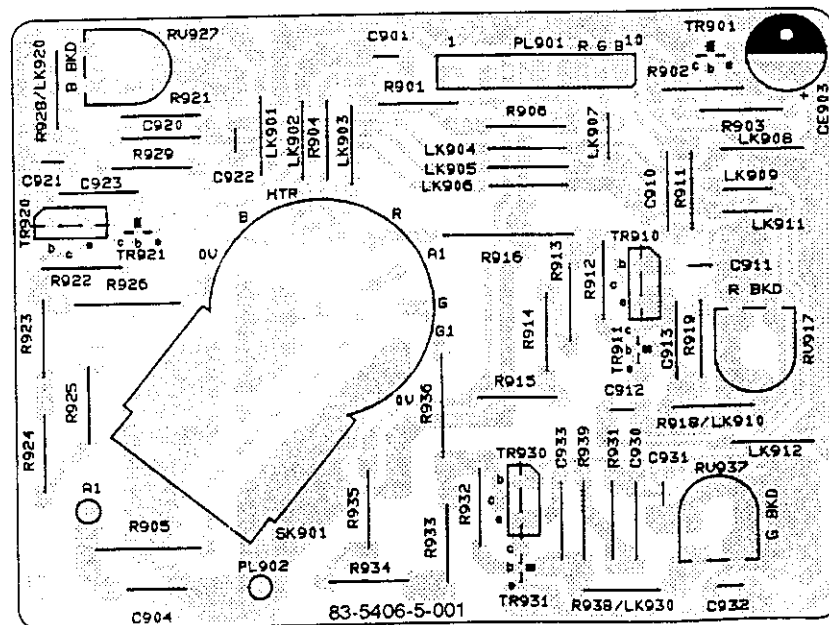 RV927
R928/LK920
B BKD
R921
C920
R929
C921
C923
C922
LK901
LK902
R904
LK903
C901
1 PL901 R G B 10
R901
TR901
e
c b
R902
CE903
+
R903
R906
LK904
LK905
LK906
LK907
LK908
LK909
LK911
C910
R911
TR920
b c e
TR921
c b e
R922
R926
R923
R925
R924
HTR
B
R
0V
A1
G
G1
0V
R916
R913
R912
R914
R915
R936
TR910
b
c
e
C911
R BKD
TR911
c
b
e
C913
R919
RV917
C912
R918/LK910
LK912
A1
R905
SK901
PL902
C904
R935
R934
R933
R932
TR930
b
c
e
c
b
e
TR931
C933
R939
R931
C930
C931
RV937
G BKD
R938/LK930
C932
83-5406-5-001